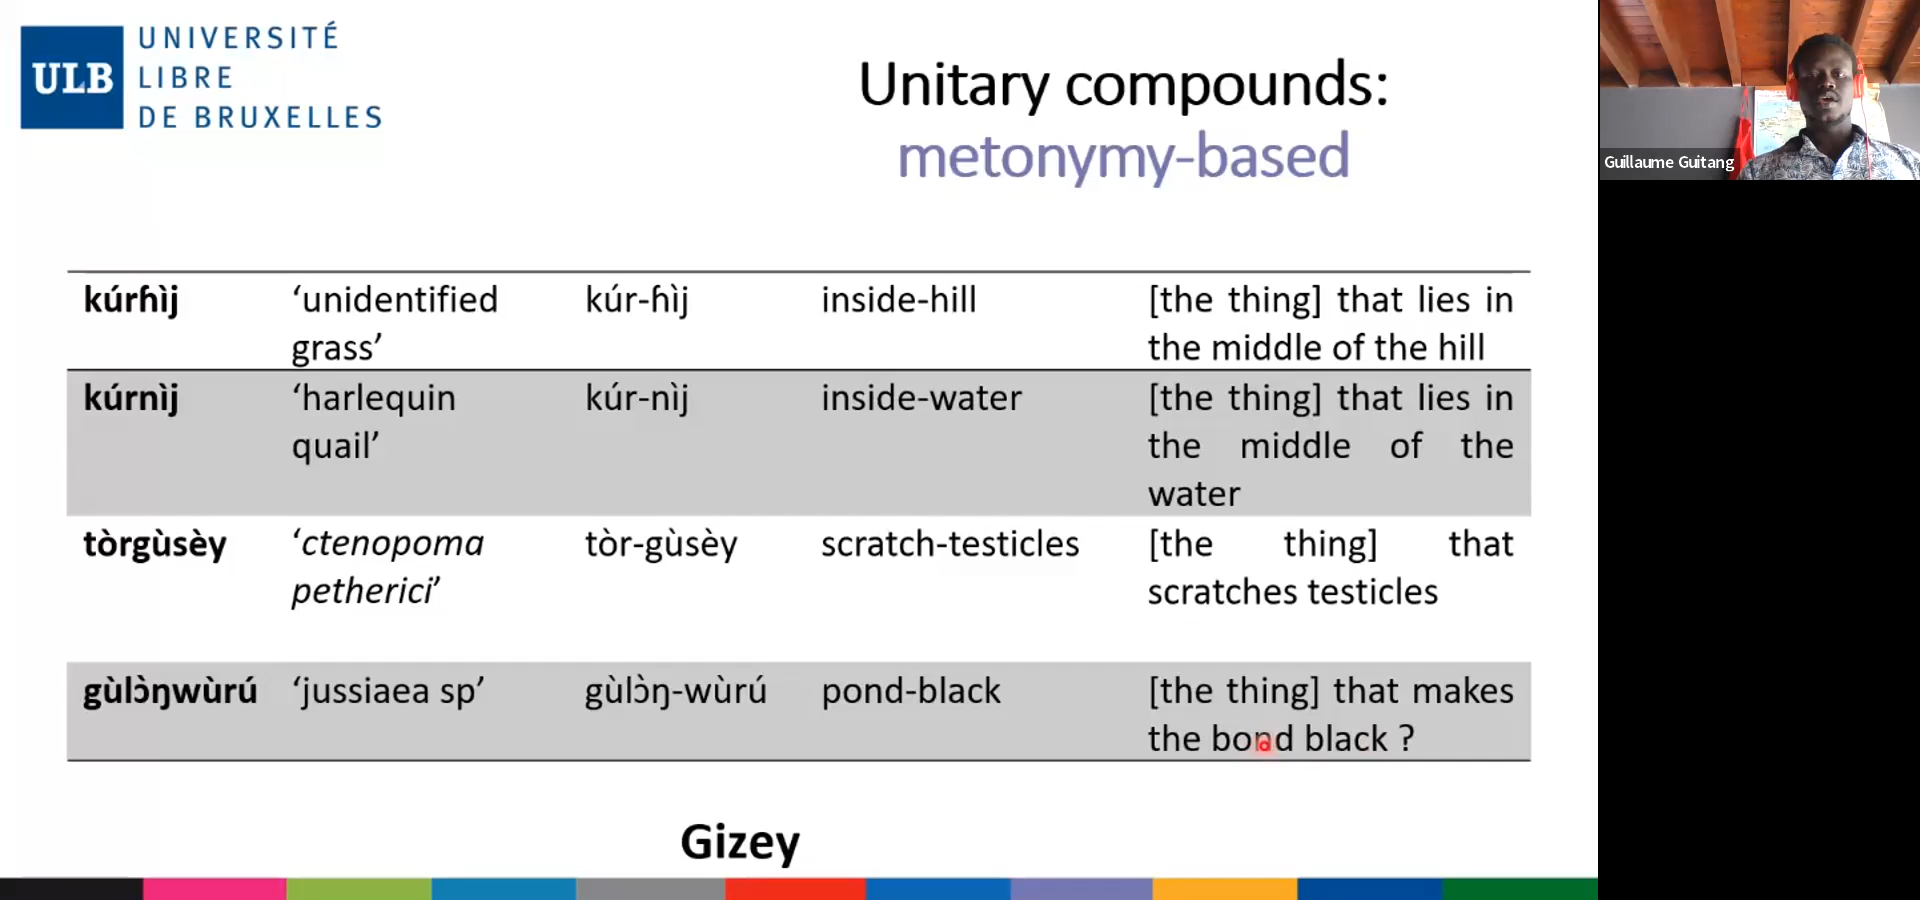 ULB
UNIVERSITÉ
LIBRE
DE BRUXELLES
Unitary compounds:
metonymy-based
Guillaume Guitang
kúrɦìj ‘unidentified kúr-ɦìj inside-hill [the thing] that lies in
grass’ the middle of the hill
kúrnìj ‘harlequin kúr-nìj inside-water [the thing] that lies in
quail’ the middle of the
water
tòrgùsèy ‘ctenopoma tòr-gùsèy scratch-testicles [the thing] that
petherici’ scratches testicles
gùlɔ̀ŋwùrú ‘jussiaea sp’ gùlɔ̀ŋ-wùrú pond-black [the thing] that makes
the bond black ?
Gizey